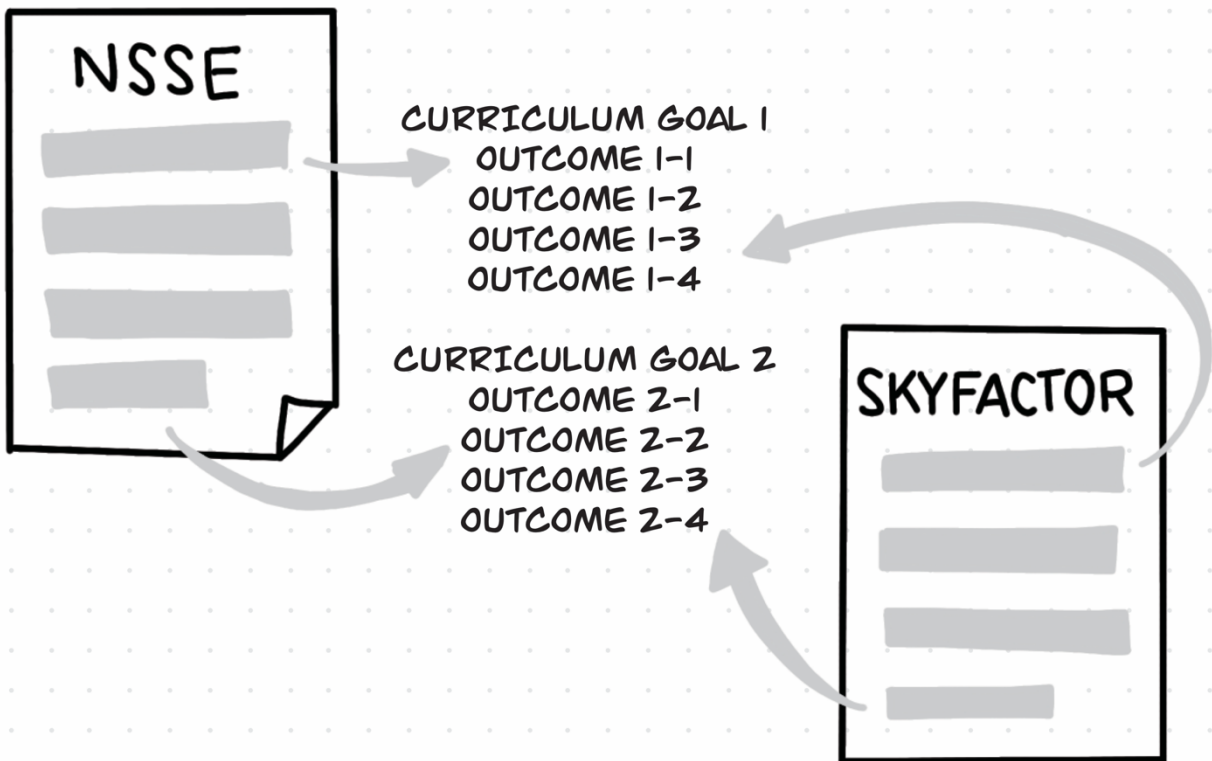 NSSE
CURRICULUM GOAL 1
OUTCOME 1-1
OUTCOME 1-2
OUTCOME 1-3
OUTCOME 1-4
CURRICULUM GOAL 2
OUTCOME 2-1
OUTCOME 2-2
OUTCOME 2-3
OUTCOME 2-4
SKYFACTOR